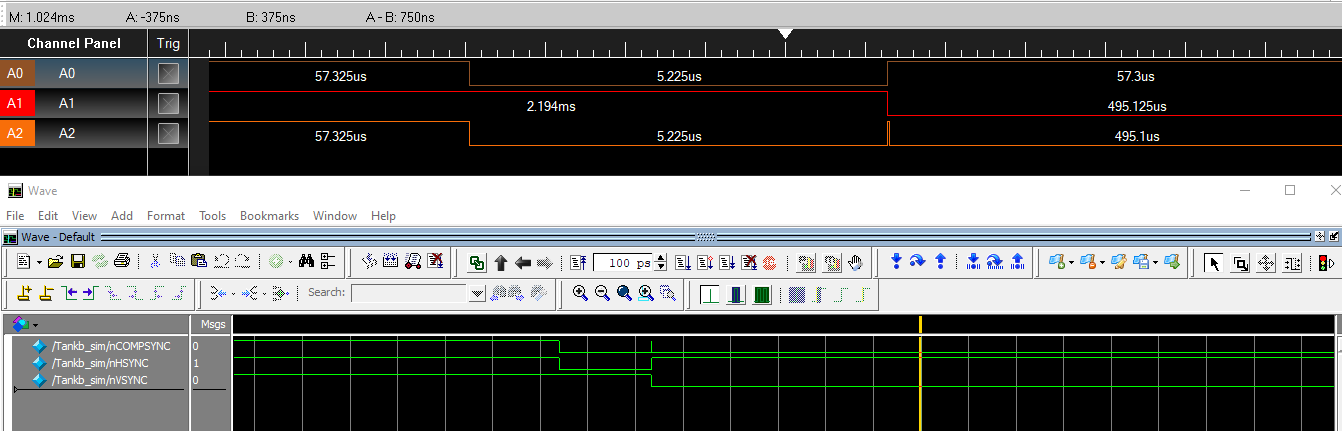 M: 1.024ms A: -375ns B: 375ns A - B: 750ns
Channel Panel Trig
A0 A0 57.325us 5.225us 57.3us
A1 A1 2.194ms 495.125us
A2 A2 57.325us 5.225us 495.1us
Wave
File Edit View Add Format Tools Bookmarks Window Help
Wave - Default
100 ps
Search:
Msgs
/Tankb_sim/nCOMPSYNC 0
/Tankb_sim/nHSYNC 1
/Tankb_sim/nVSYNC 0